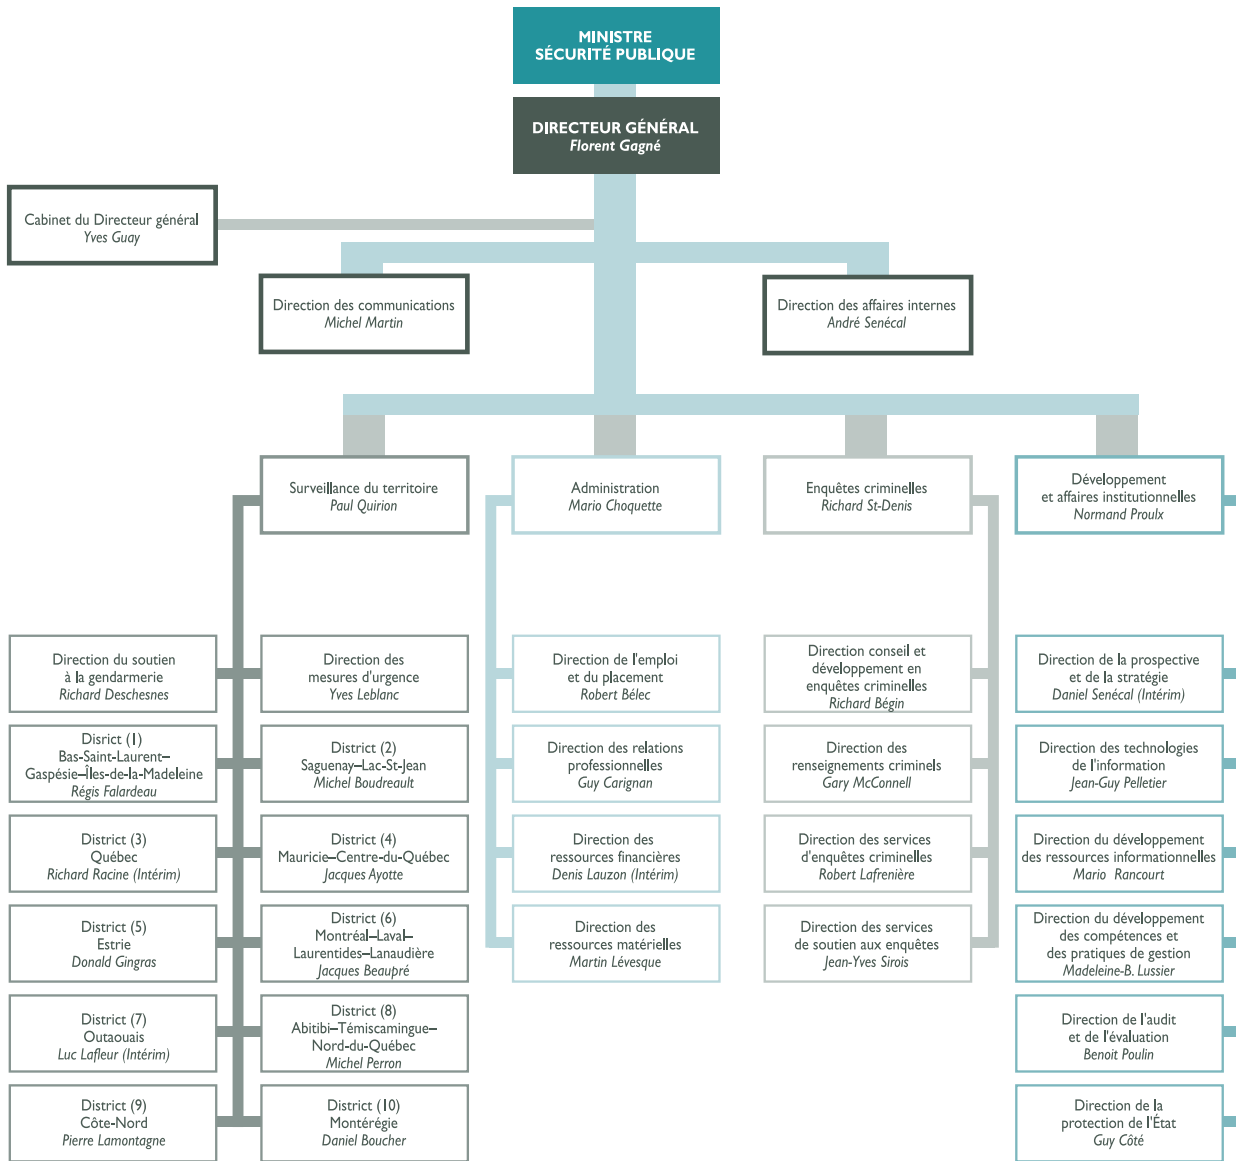 MINISTRE
SÉCURITÉ PUBLIQUE
DIRECTEUR GÉNÉRAL
Florent Gagné
Cabinet du Directeur général
Yves Guay
Direction des communications
Michel Martin
Direction des affaires internes
André Senécal
Surveillance du territoire
Paul Quirion
Administration
Mario Choquette
Enquêtes criminelles
Richard St-Denis
Développement
et affaires institutionnelles
Normand Proulx
Direction du soutien
à la gendarmerie
Richard Deschesnes
Direction des
mesures d'urgence
Yves Leblanc
Direction de l'emploi
et du placement
Robert Bélec
Direction conseil et
développement en
enquêtes criminelles
Richard Bégin
Direction de la prospective
et de la stratégie
Daniel Senécal (Intérim)
Disrict (1)
Bas-Saint-Laurent–
Gaspésie–Îles-de-la-Madeleine
Régis Falardeau
District (2)
Saguenay–Lac-St-Jean
Michel Boudreault
Direction des relations
professionnelles
Guy Carignan
Direction des
renseignements criminels
Gary McConnell
Direction des technologies
de l'information
Jean-Guy Pelletier
District (3)
Québec
Richard Racine (Intérim)
District (4)
Mauricie–Centre-du-Québec
Jacques Ayotte
Direction des
ressources financières
Denis Lauzon (Intérim)
Direction des services
d'enquêtes criminelles
Robert Lafrenière
Direction du développement
des ressources informationnelles
Mario Rancourt
District (5)
Estrie
Donald Gingras
District (6)
Montréal–Laval–
Laurentides–Lanaudière
Jacques Beaupré
Direction des
ressources matérielles
Martin Lévesque
Direction des services
de soutien aux enquêtes
Jean-Yves Sirois
Direction du développement
des compétences et
des pratiques de gestion
Madeleine-B. Lussier
District (7)
Outaouais
Luc Lafleur (Intérim)
District (8)
Abitibi–Témiscamingue–
Nord-du-Québec
Michel Perron
Direction de l'audit
et de l'évaluation
Benoit Poulin
District (9)
Côte-Nord
Pierre Lamontagne
District (10)
Montérégie
Daniel Boucher
Direction de la
protection de l'État
Guy Côté